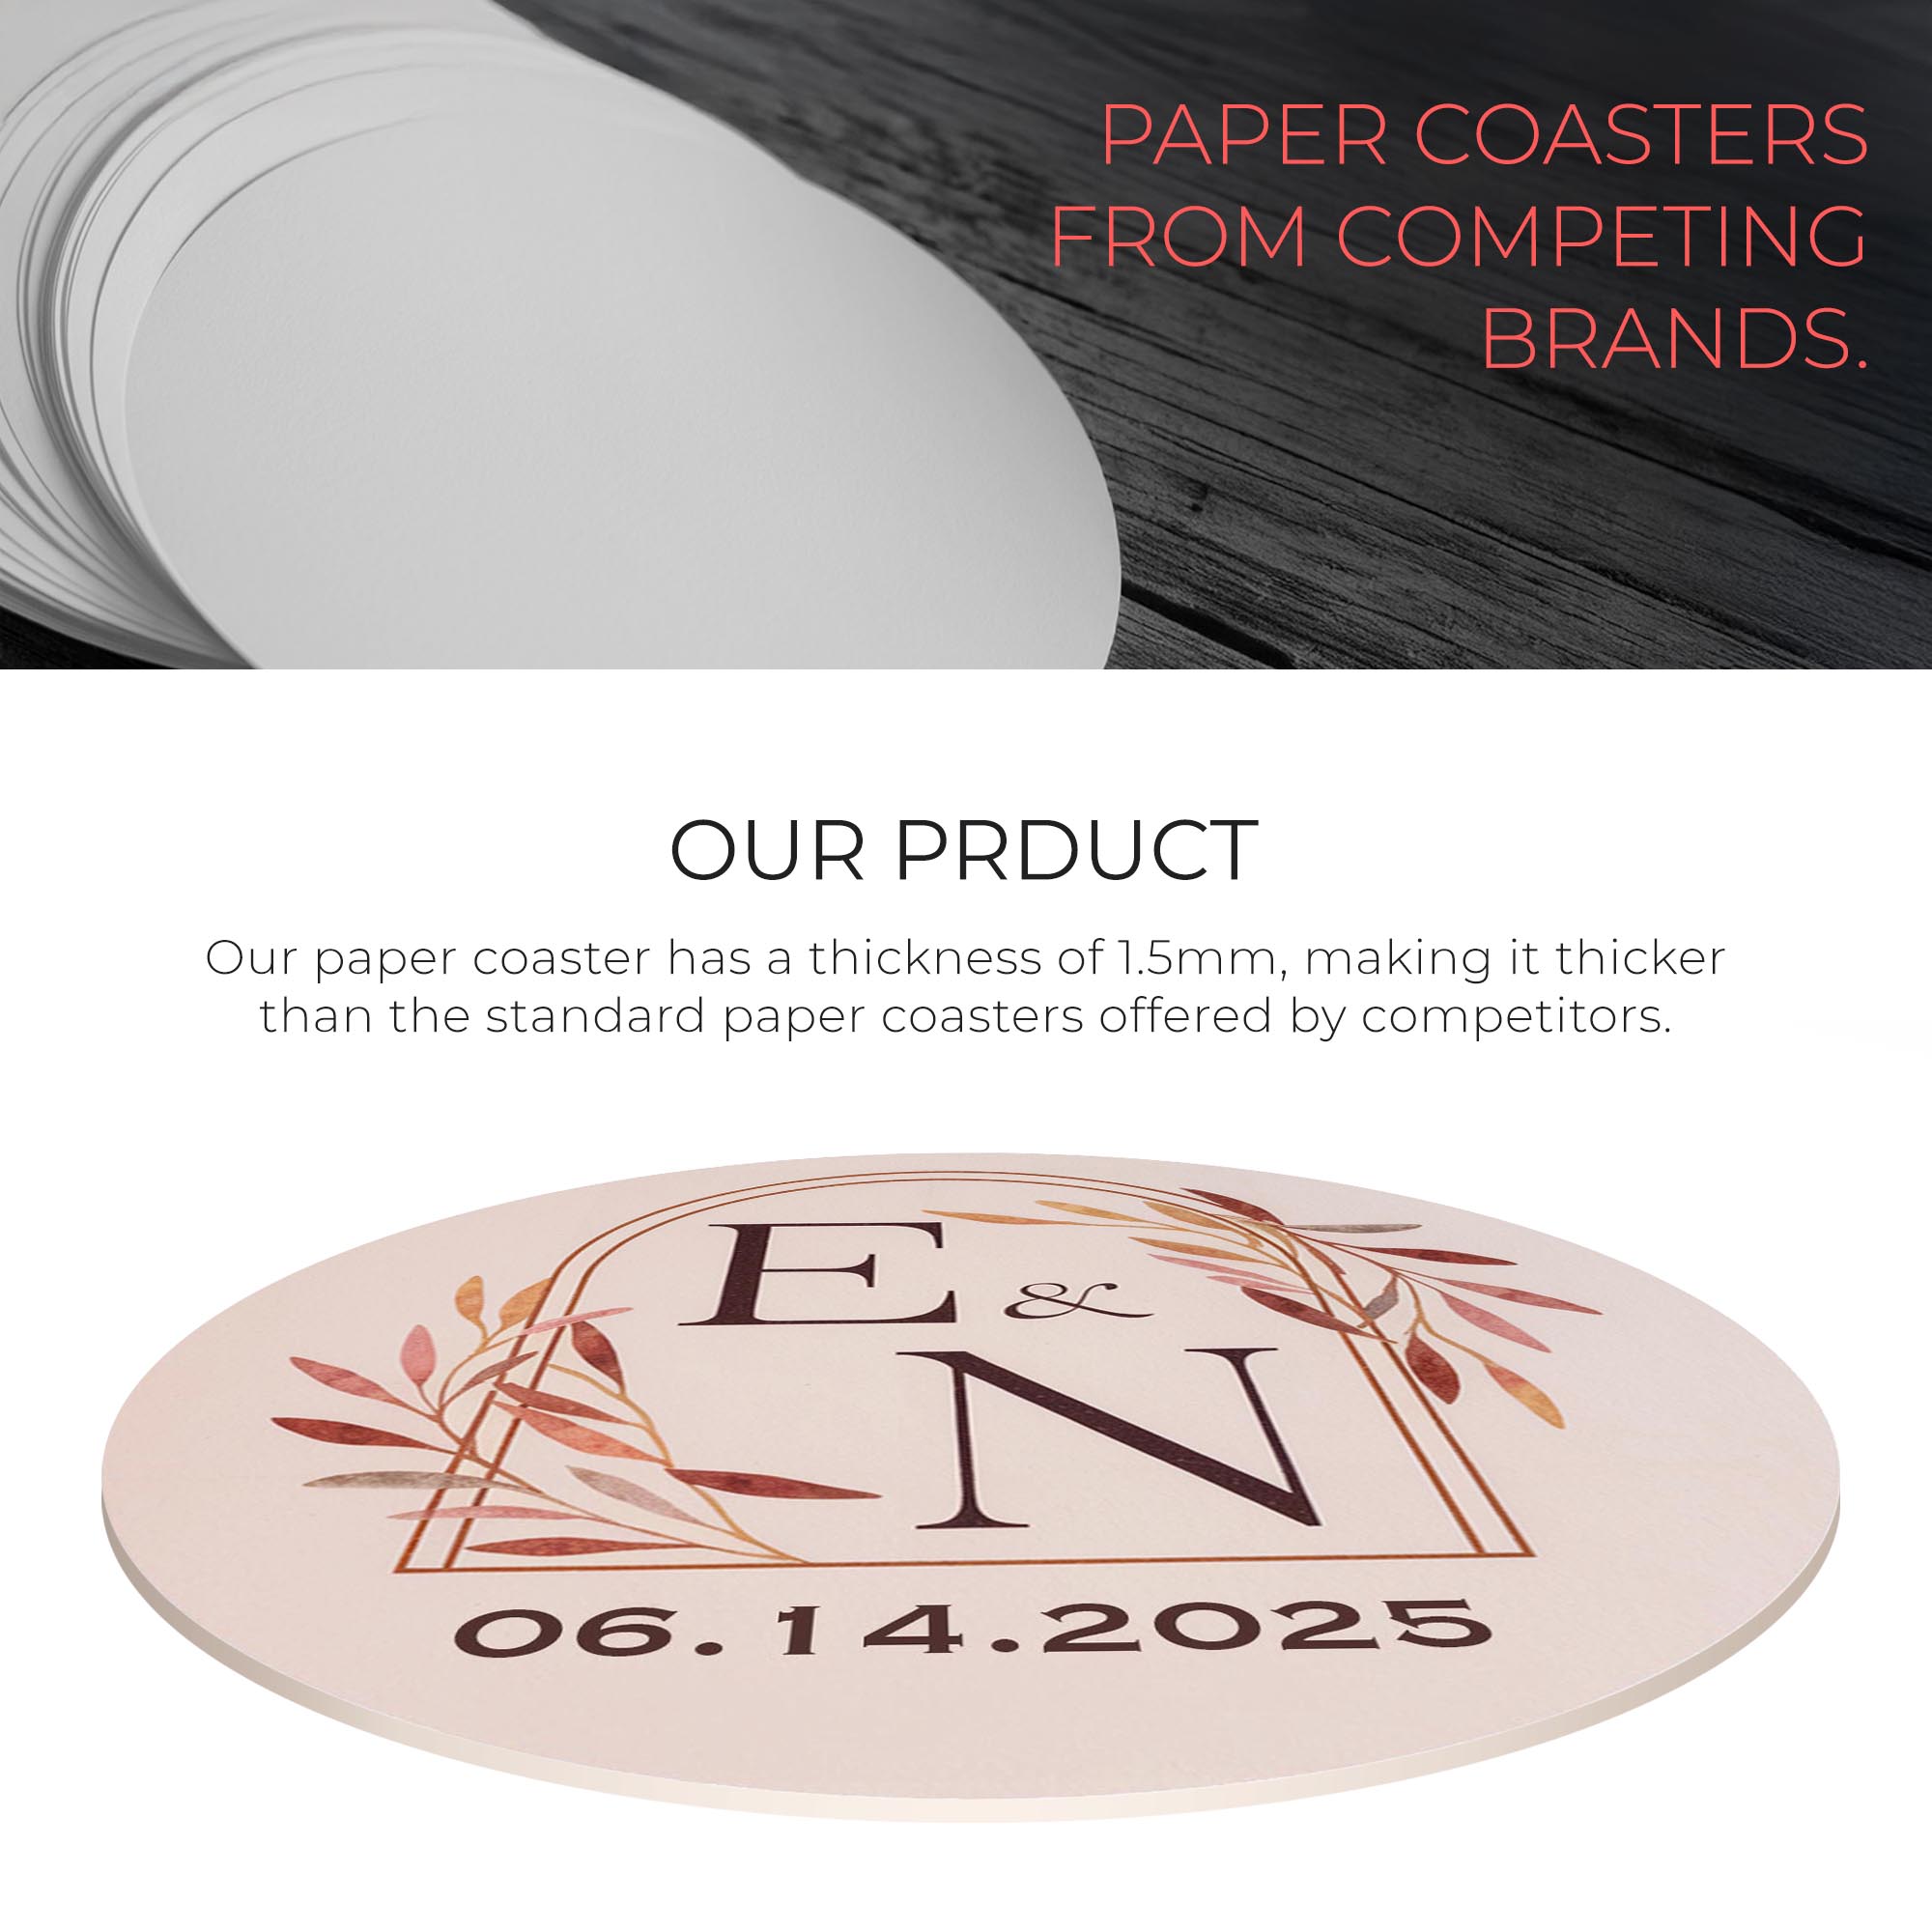 PAPER COASTERS
FROM COMPETING
BRANDS.
OUR PRDUCT
Our paper coaster has a thickness of 1.5mm, making it thicker
than the standard paper coasters offered by competitors.
E &
N
06.14.2025